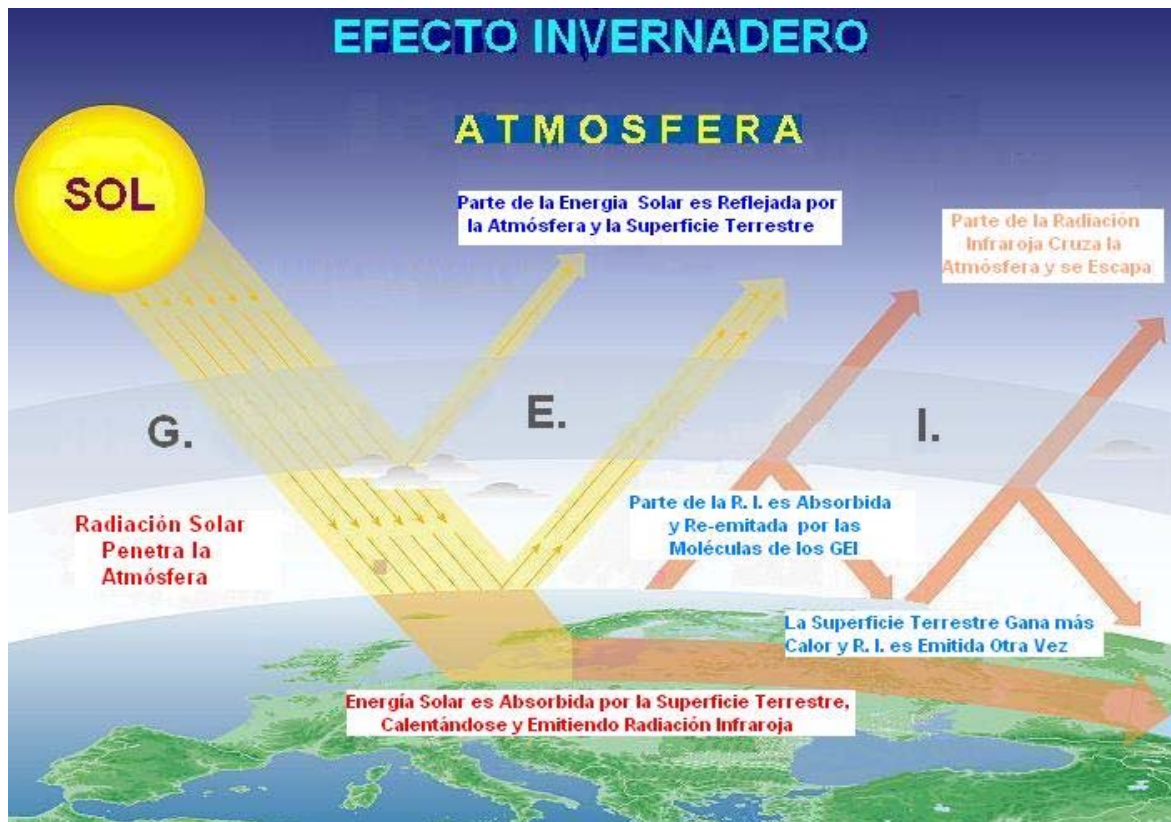 EFECTO INVERNADERO
A T M O S F E R A
SOL
Parte de la Energia Solar es Reflejada por
la Atmósfera y la Superficie Terrestre
Parte de la Radiación
Infraroja Cruza la
Atmósfera y se Escapa
G.
E.
I.
Radiación Solar
Penetra la
Atmósfera
Parte de la R. I. es Absorbida
y Re-emitada por las
Moléculas de los GEI
La Superficie Terrestre Gana más
Calor y R. I. es Emitida Otra Vez
Energía Solar es Absorbida por la Superficie Terrestre,
Calentándose y Emitiendo Radiación Infraroja